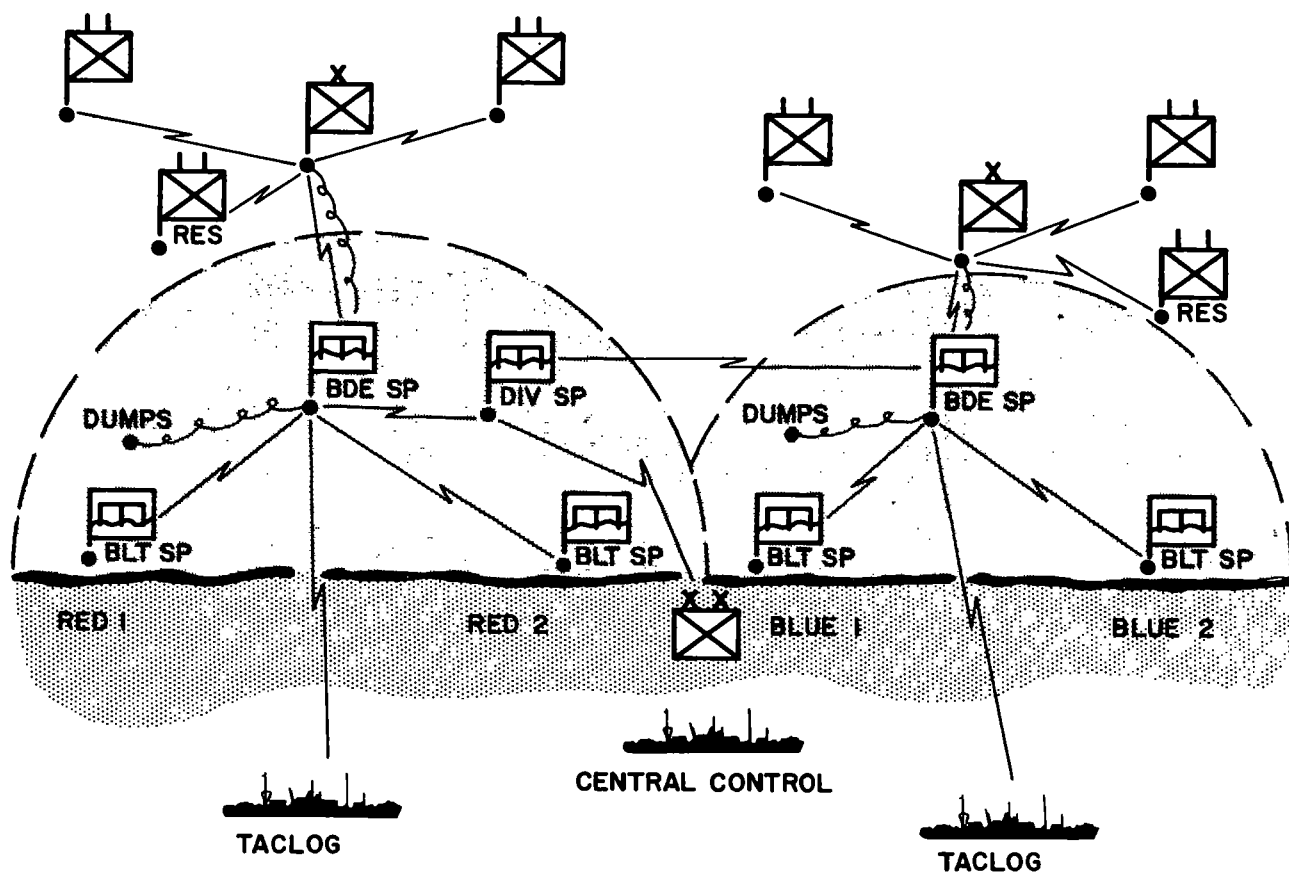 X
X
RES
RES
BDE SP
DIV SP
BDE SP
DUMPS
DUMPS
BLT SP
BLT SP
BLT SP
BLT SP
X X
RED 1
RED 2
BLUE 1
BLUE 2
CENTRAL CONTROL
TACLOG
TACLOG